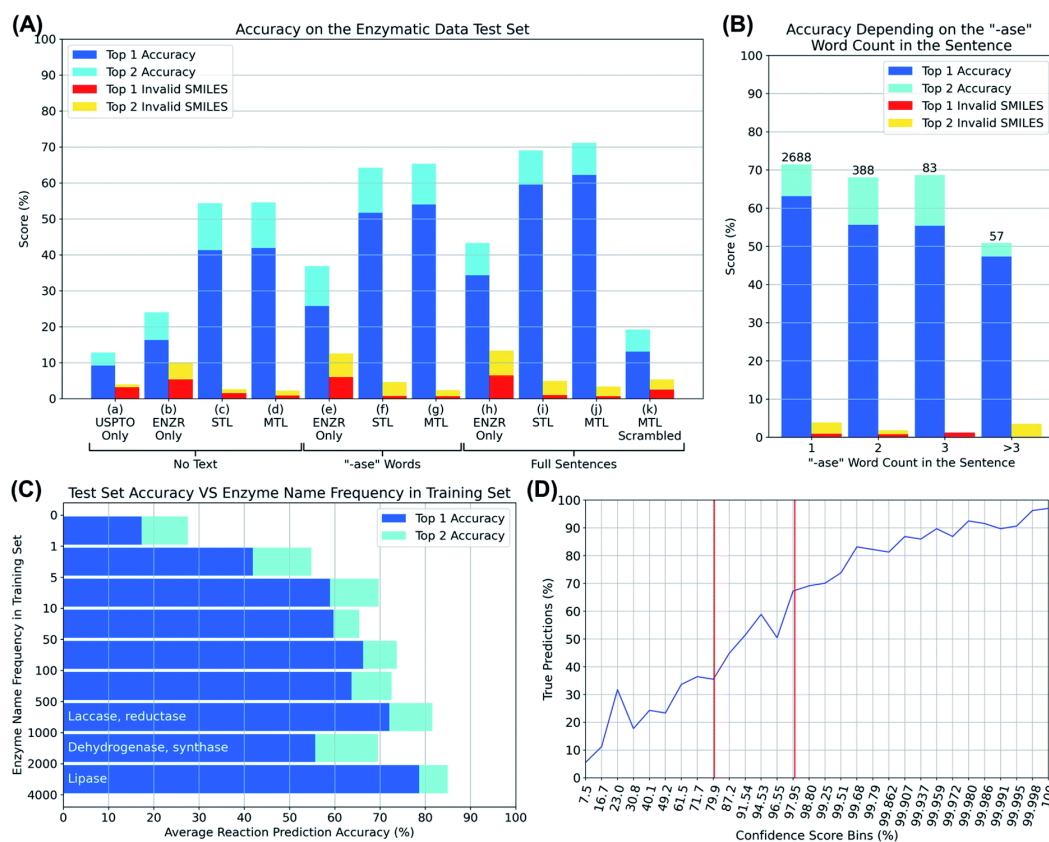 (A)
Accuracy on the Enzymatic Data Test Set
100
90
80
70
60
50
40
30
20
10
0
Score (%)
Top 1 Accuracy
Top 2 Accuracy
Top 1 Invalid SMILES
Top 2 Invalid SMILES
(a) (b) (c) (d) (e) (f) (g) (h) (i) (j) (k)
USPTO ENZR STL MTL ENZR STL MTL ENZR STL MTL MTL
Only Only Only Only Scrambled
No Text "-ase" Words Full Sentences
(B)
Accuracy Depending on the "-ase"
Word Count in the Sentence
100
90
80
70
60
50
40
30
20
10
0
Score (%)
Top 1 Accuracy
Top 2 Accuracy
Top 1 Invalid SMILES
Top 2 Invalid SMILES
2688
388
83
57
1 2 3 >3
"-ase" Word Count in the Sentence
(C)
Test Set Accuracy VS Enzyme Name Frequency in Training Set
Enzyme Name Frequency in Training Set
0
1
5
10
50
100
500
1000
2000
4000
Top 1 Accuracy
Top 2 Accuracy
Laccase, reductase
Dehydrogenase, synthase
Lipase
0 10 20 30 40 50 60 70 80 90 100
Average Reaction Prediction Accuracy (%)
(D)
100
90
80
70
60
50
40
30
20
10
0
True Predictions (%)
7.5 16.7 23.0 30.8 40.1 49.2 61.5 71.7 79.9 87.2 91.54 94.53 96.55 97.95 98.80 99.25 99.51 99.68 99.79 99.862 99.907 99.937 99.959 99.972 99.980 99.986 99.991 99.995 99.998 100
Confidence Score Bins (%)